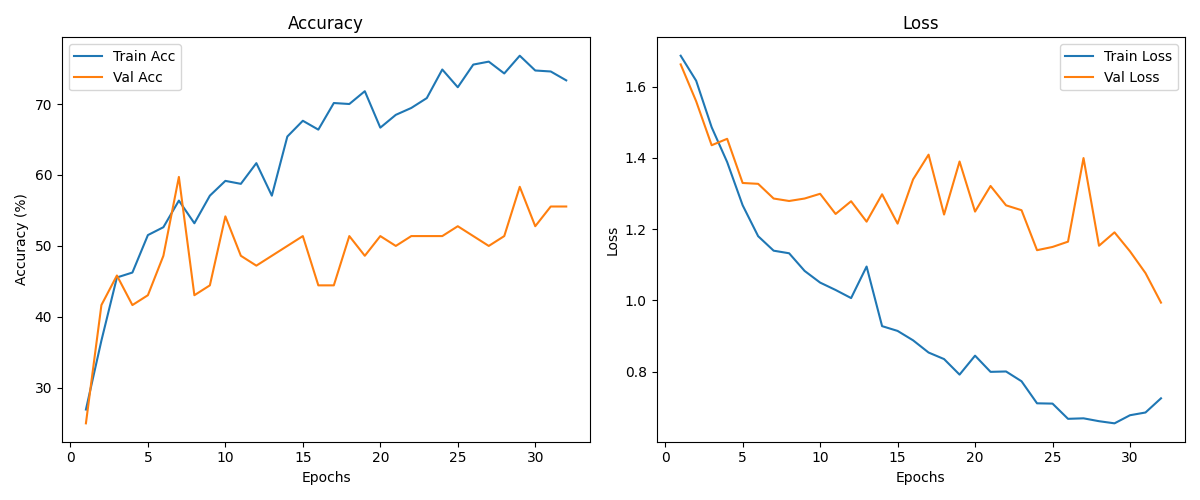 Accuracy
Train Acc
Val Acc
Accuracy (%)
70
60
50
40
30
0 5 10 15 20 25 30
Epochs
Loss
Train Loss
Val Loss
Loss
1.6
1.4
1.2
1.0
0.8
0 5 10 15 20 25 30
Epochs